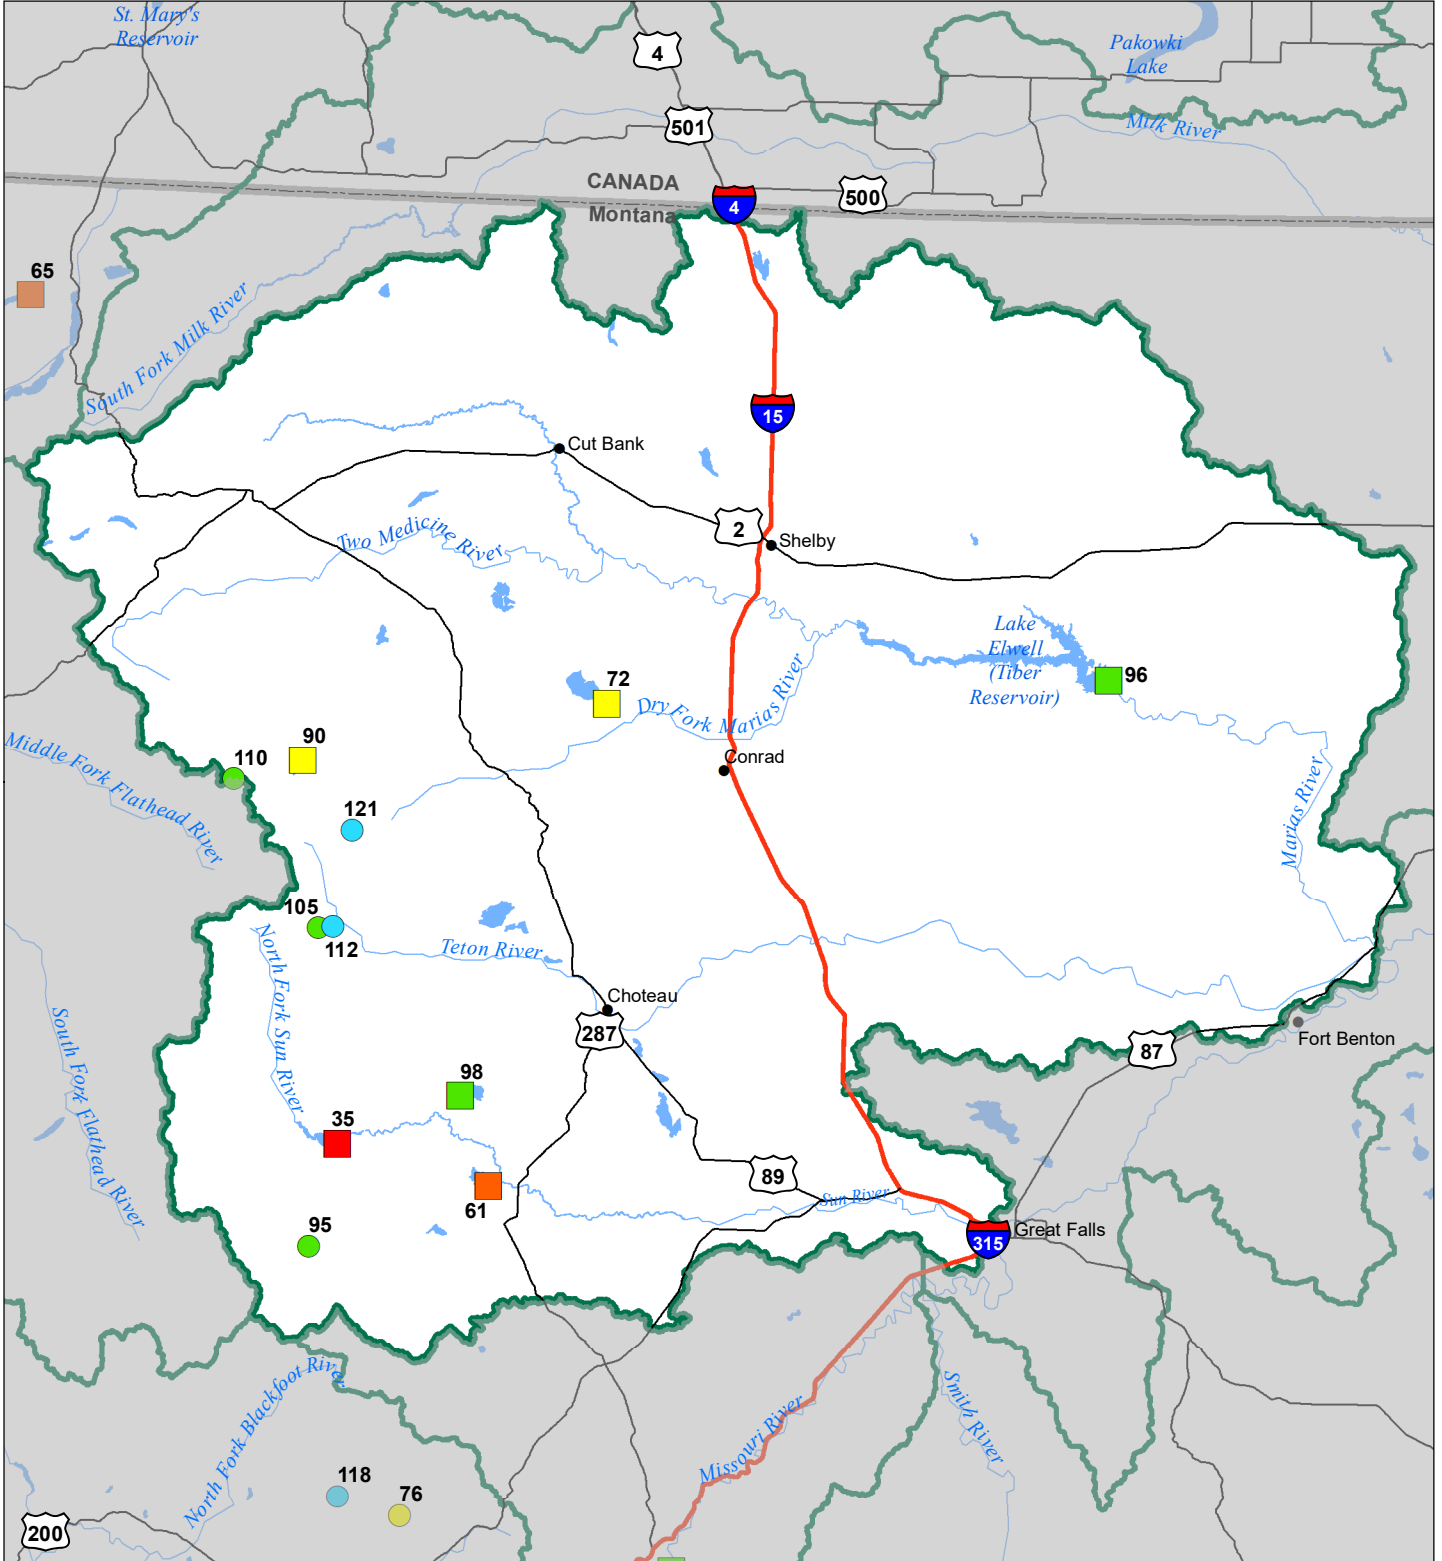 St. Mary's
Reservoir
4
Pakowki
Lake
501
Milk River
CANADA
500
4
Montana
65
South Fork Milk River
15
Cut Bank
2
Shelby
Two Medicine River
Lake
Elwell
(Tiber
Reservoir)
96
72
Dry Fork Marias River
90
110
Conrad
Middle Fork Flathead River
121
Marias River
105
112
North Fork Sun River
Teton River
Choteau
287
Fort Benton
87
South Fork Flathead River
98
35
89
61
Sun River
95
315
Great Falls
North Fork Blackfoot River
Missouri River
Smith River
118
76
200